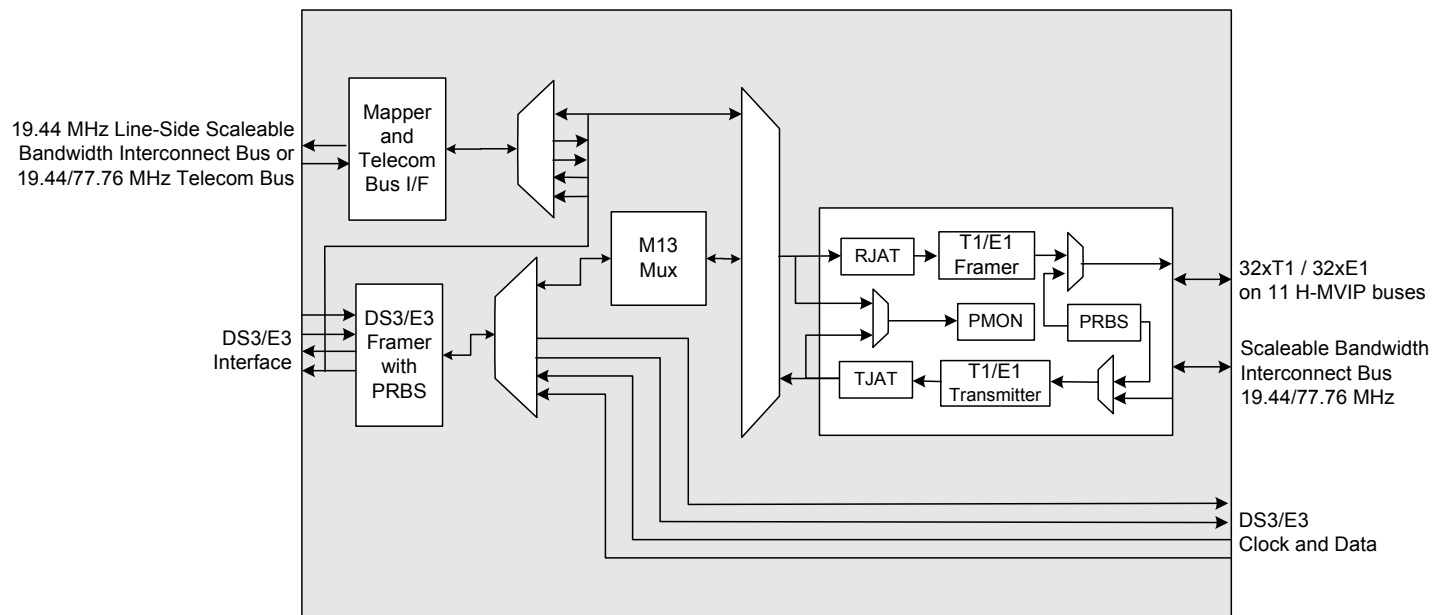 19.44 MHz Line-Side Scaleable
Bandwidth Interconnect Bus or
19.44/77.76 MHz Telecom Bus
Mapper
and
Telecom
Bus I/F
M13
Mux
DS3/E3
Interface
DS3/E3
Framer
with
PRBS
RJAT
T1/E1
Framer
PMON
PRBS
TJAT
T1/E1
Transmitter
32xT1 / 32xE1
on 11 H-MVIP buses
Scaleable Bandwidth
Interconnect Bus
19.44/77.76 MHz
DS3/E3
Clock and Data